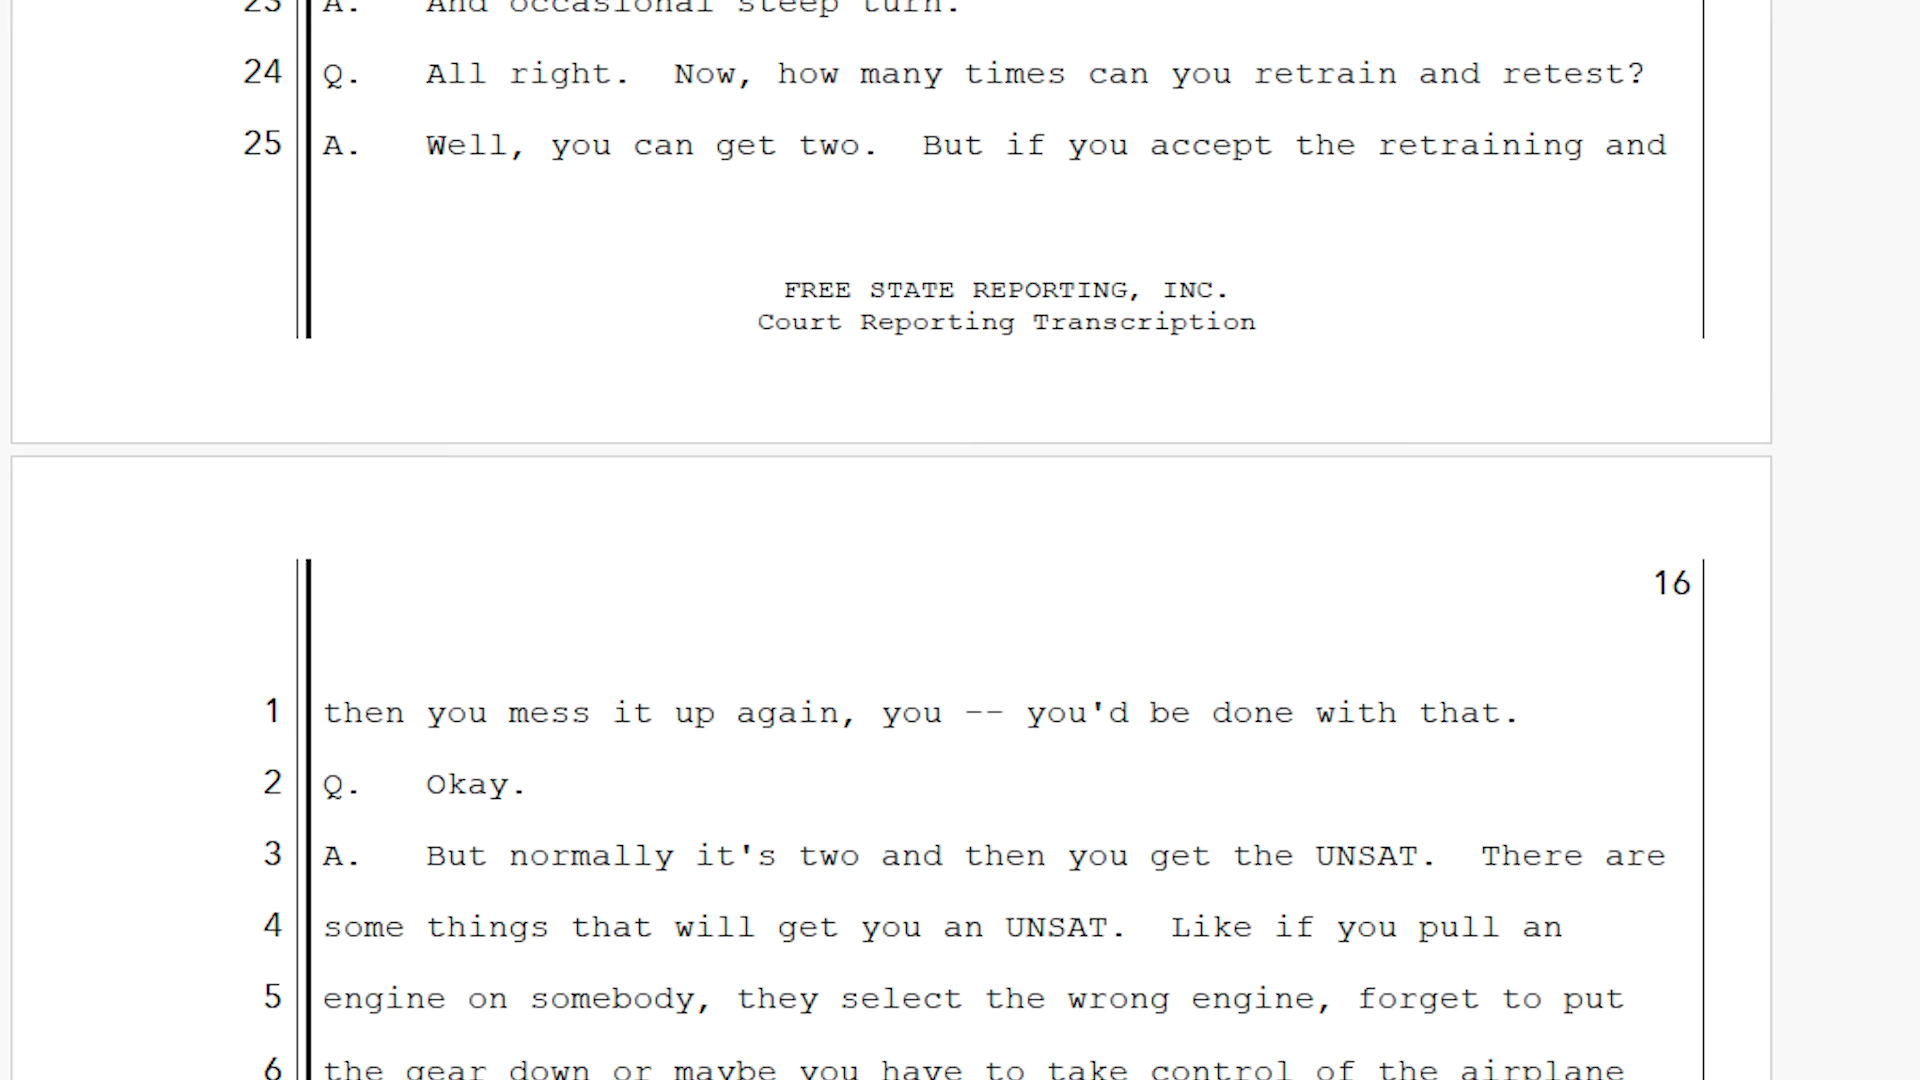 23 A. And occasional steep turn.
24 Q. All right. Now, how many times can you retrain and retest?
25 A. Well, you can get two. But if you accept the retraining and
FREE STATE REPORTING, INC.
Court Reporting Transcription
16
1 then you mess it up again, you -- you'd be done with that.
2 Q. Okay.
3 A. But normally it's two and then you get the UNSAT. There are
4 some things that will get you an UNSAT. Like if you pull an
5 engine on somebody, they select the wrong engine, forget to put
6 the gear down or maybe you have to take control of the airplane